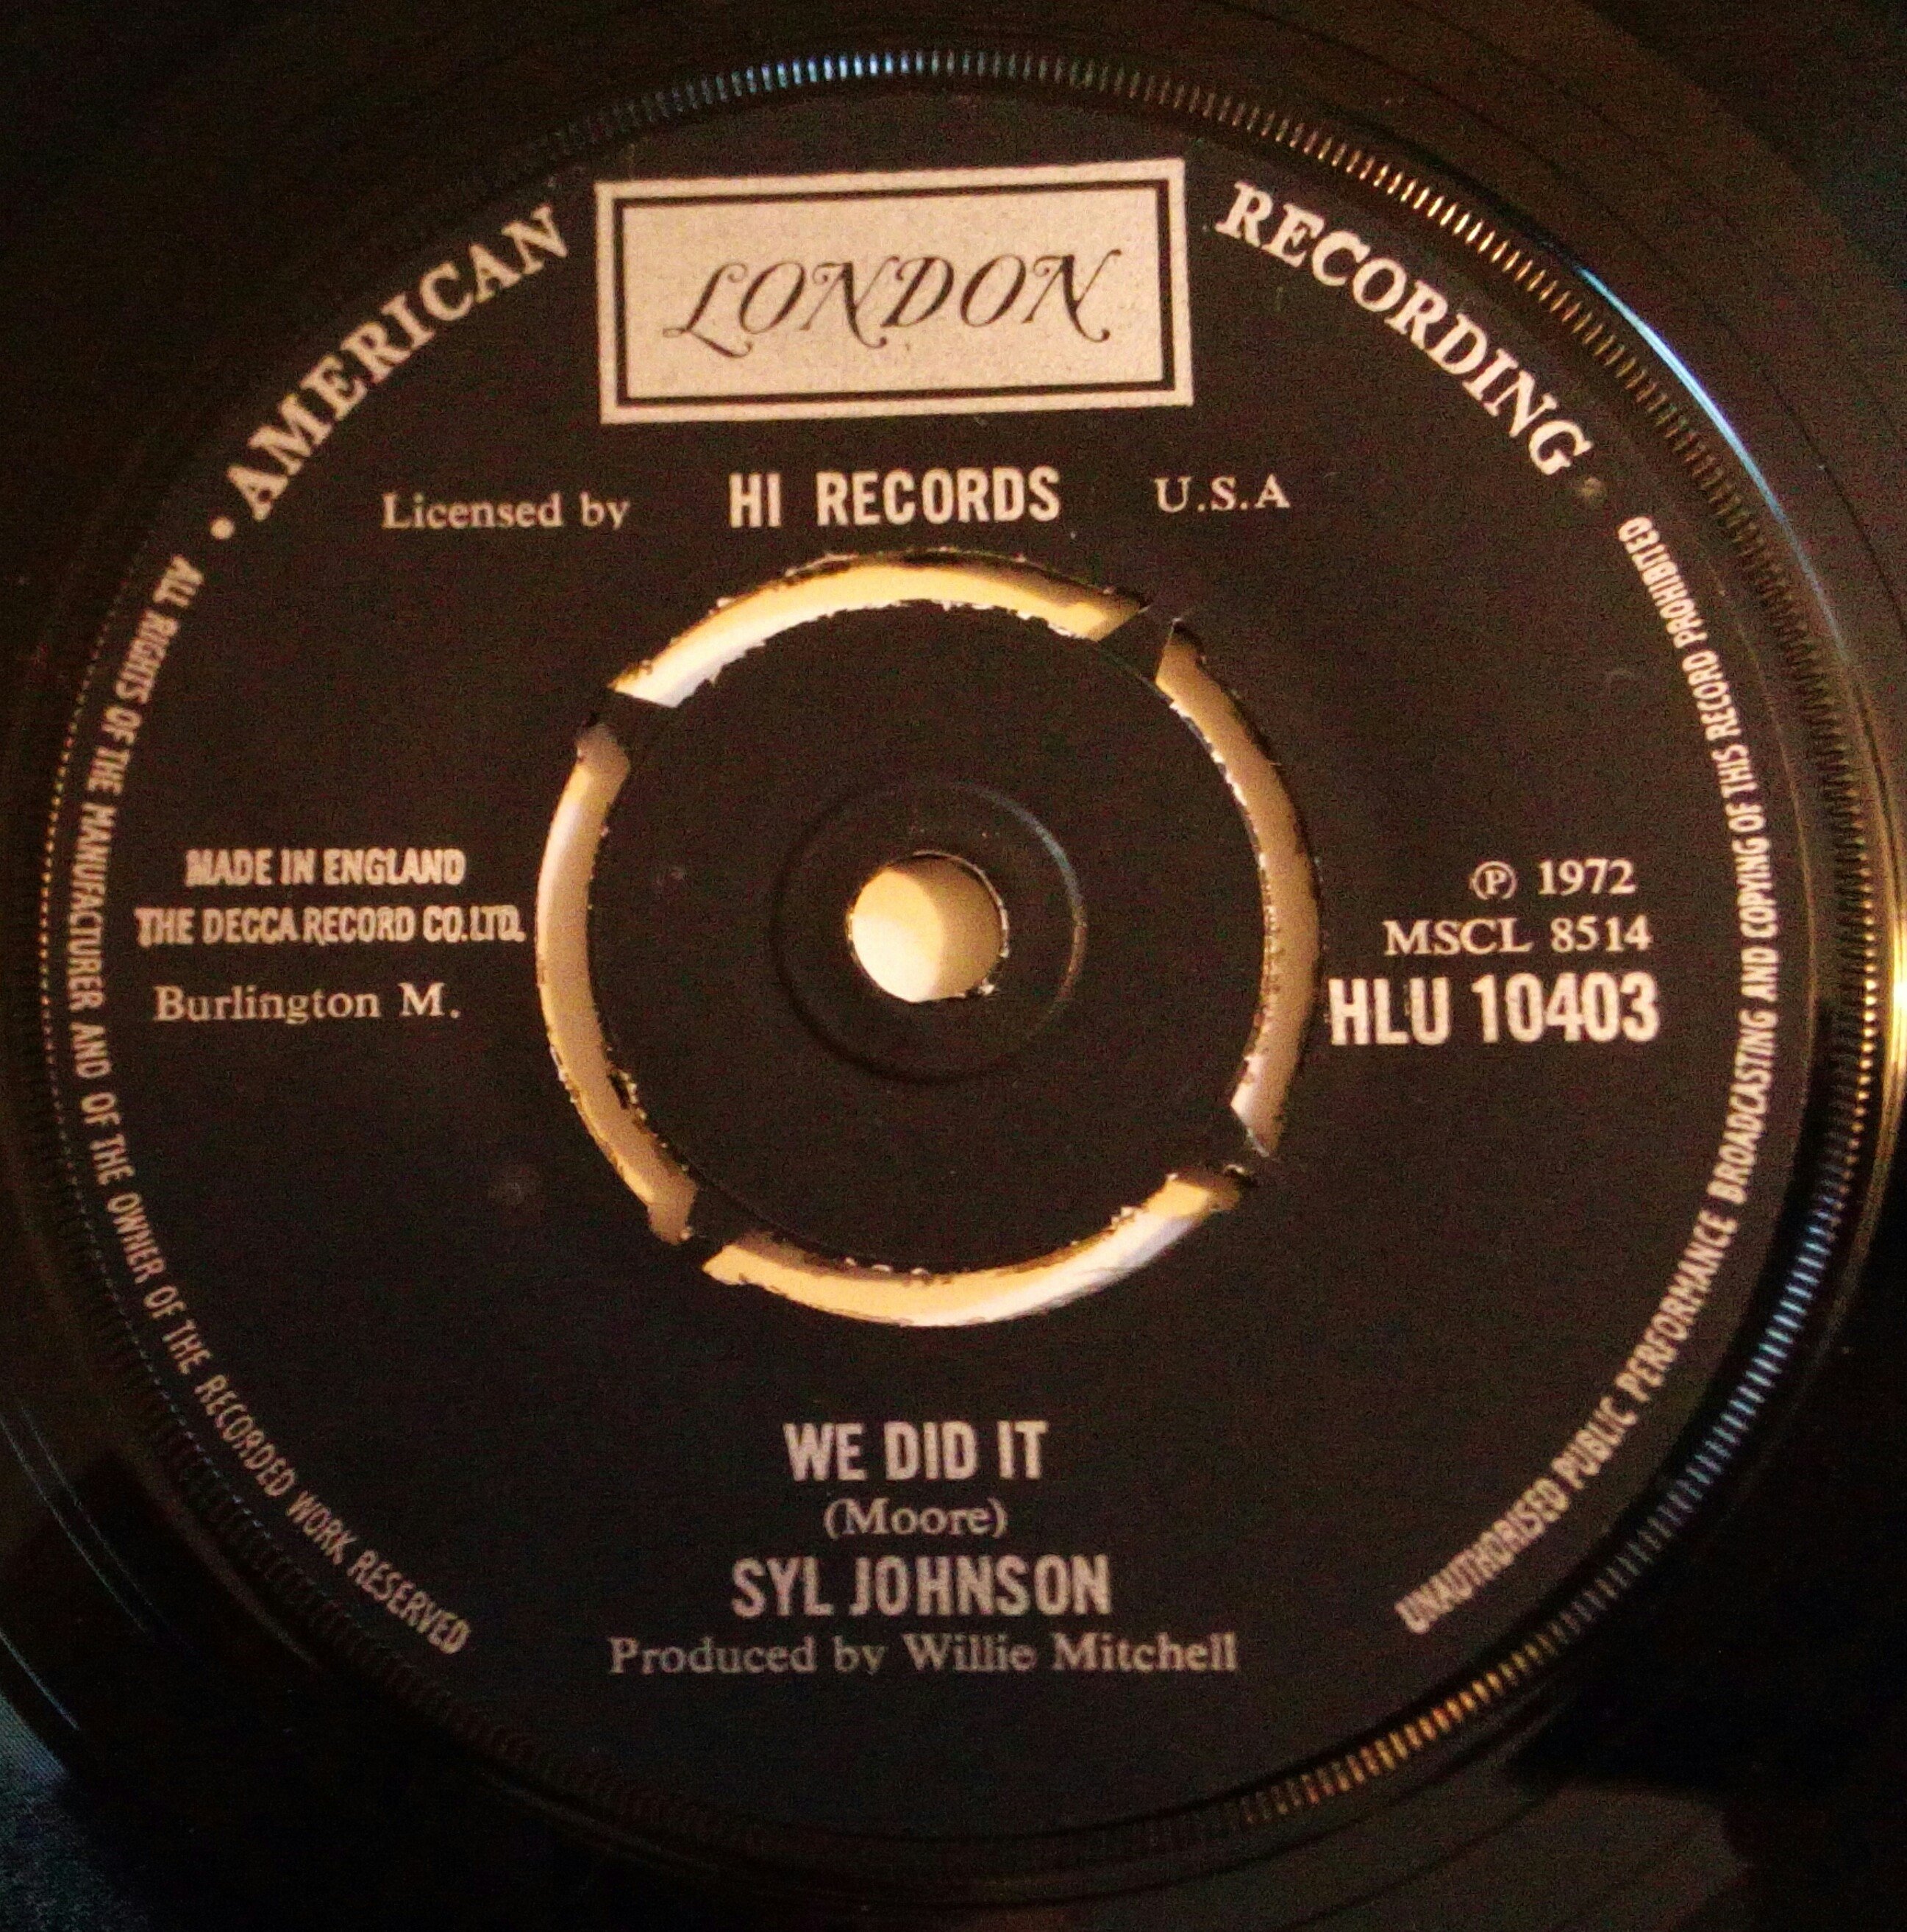 • AMERICAN RECORDING •
LONDON
Licensed by HI RECORDS U.S.A
MADE IN ENGLAND
THE DECCA RECORD CO.LTD.
Burlington M.
℗ 1972
MSCL 8514
HLU 10403
WE DID IT
(Moore)
SYL JOHNSON
Produced by Willie Mitchell
ALL RIGHTS OF THE MANUFACTURER AND OF THE OWNER OF THE RECORDED WORK RESERVED
UNAUTHORISED PUBLIC PERFORMANCE BROADCASTING AND COPYING OF THIS RECORD PROHIBITED